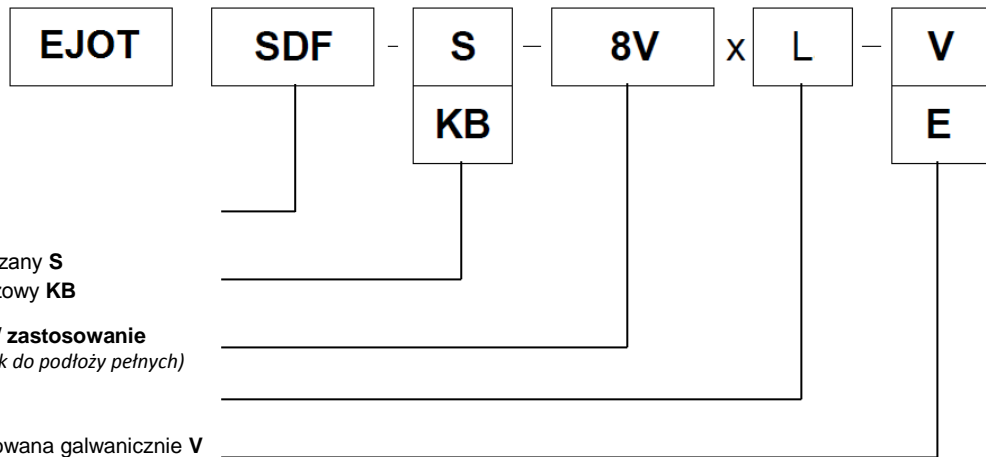 EJOT SDF - S – 8V x L – V
KB E
zany S
zowy KB
/ zastosowanie
k do podłoży pełnych)
owana galwanicznie V